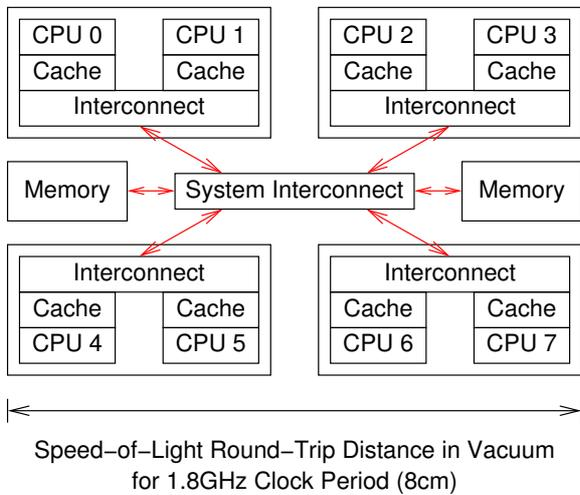 CPU 0 CPU 1 CPU 2 CPU 3
Cache Cache Cache Cache
Interconnect Interconnect
Memory System Interconnect Memory
Interconnect Interconnect
Cache Cache Cache Cache
CPU 4 CPU 5 CPU 6 CPU 7
Speed−of−Light Round−Trip Distance in Vacuum
for 1.8GHz Clock Period (8cm)